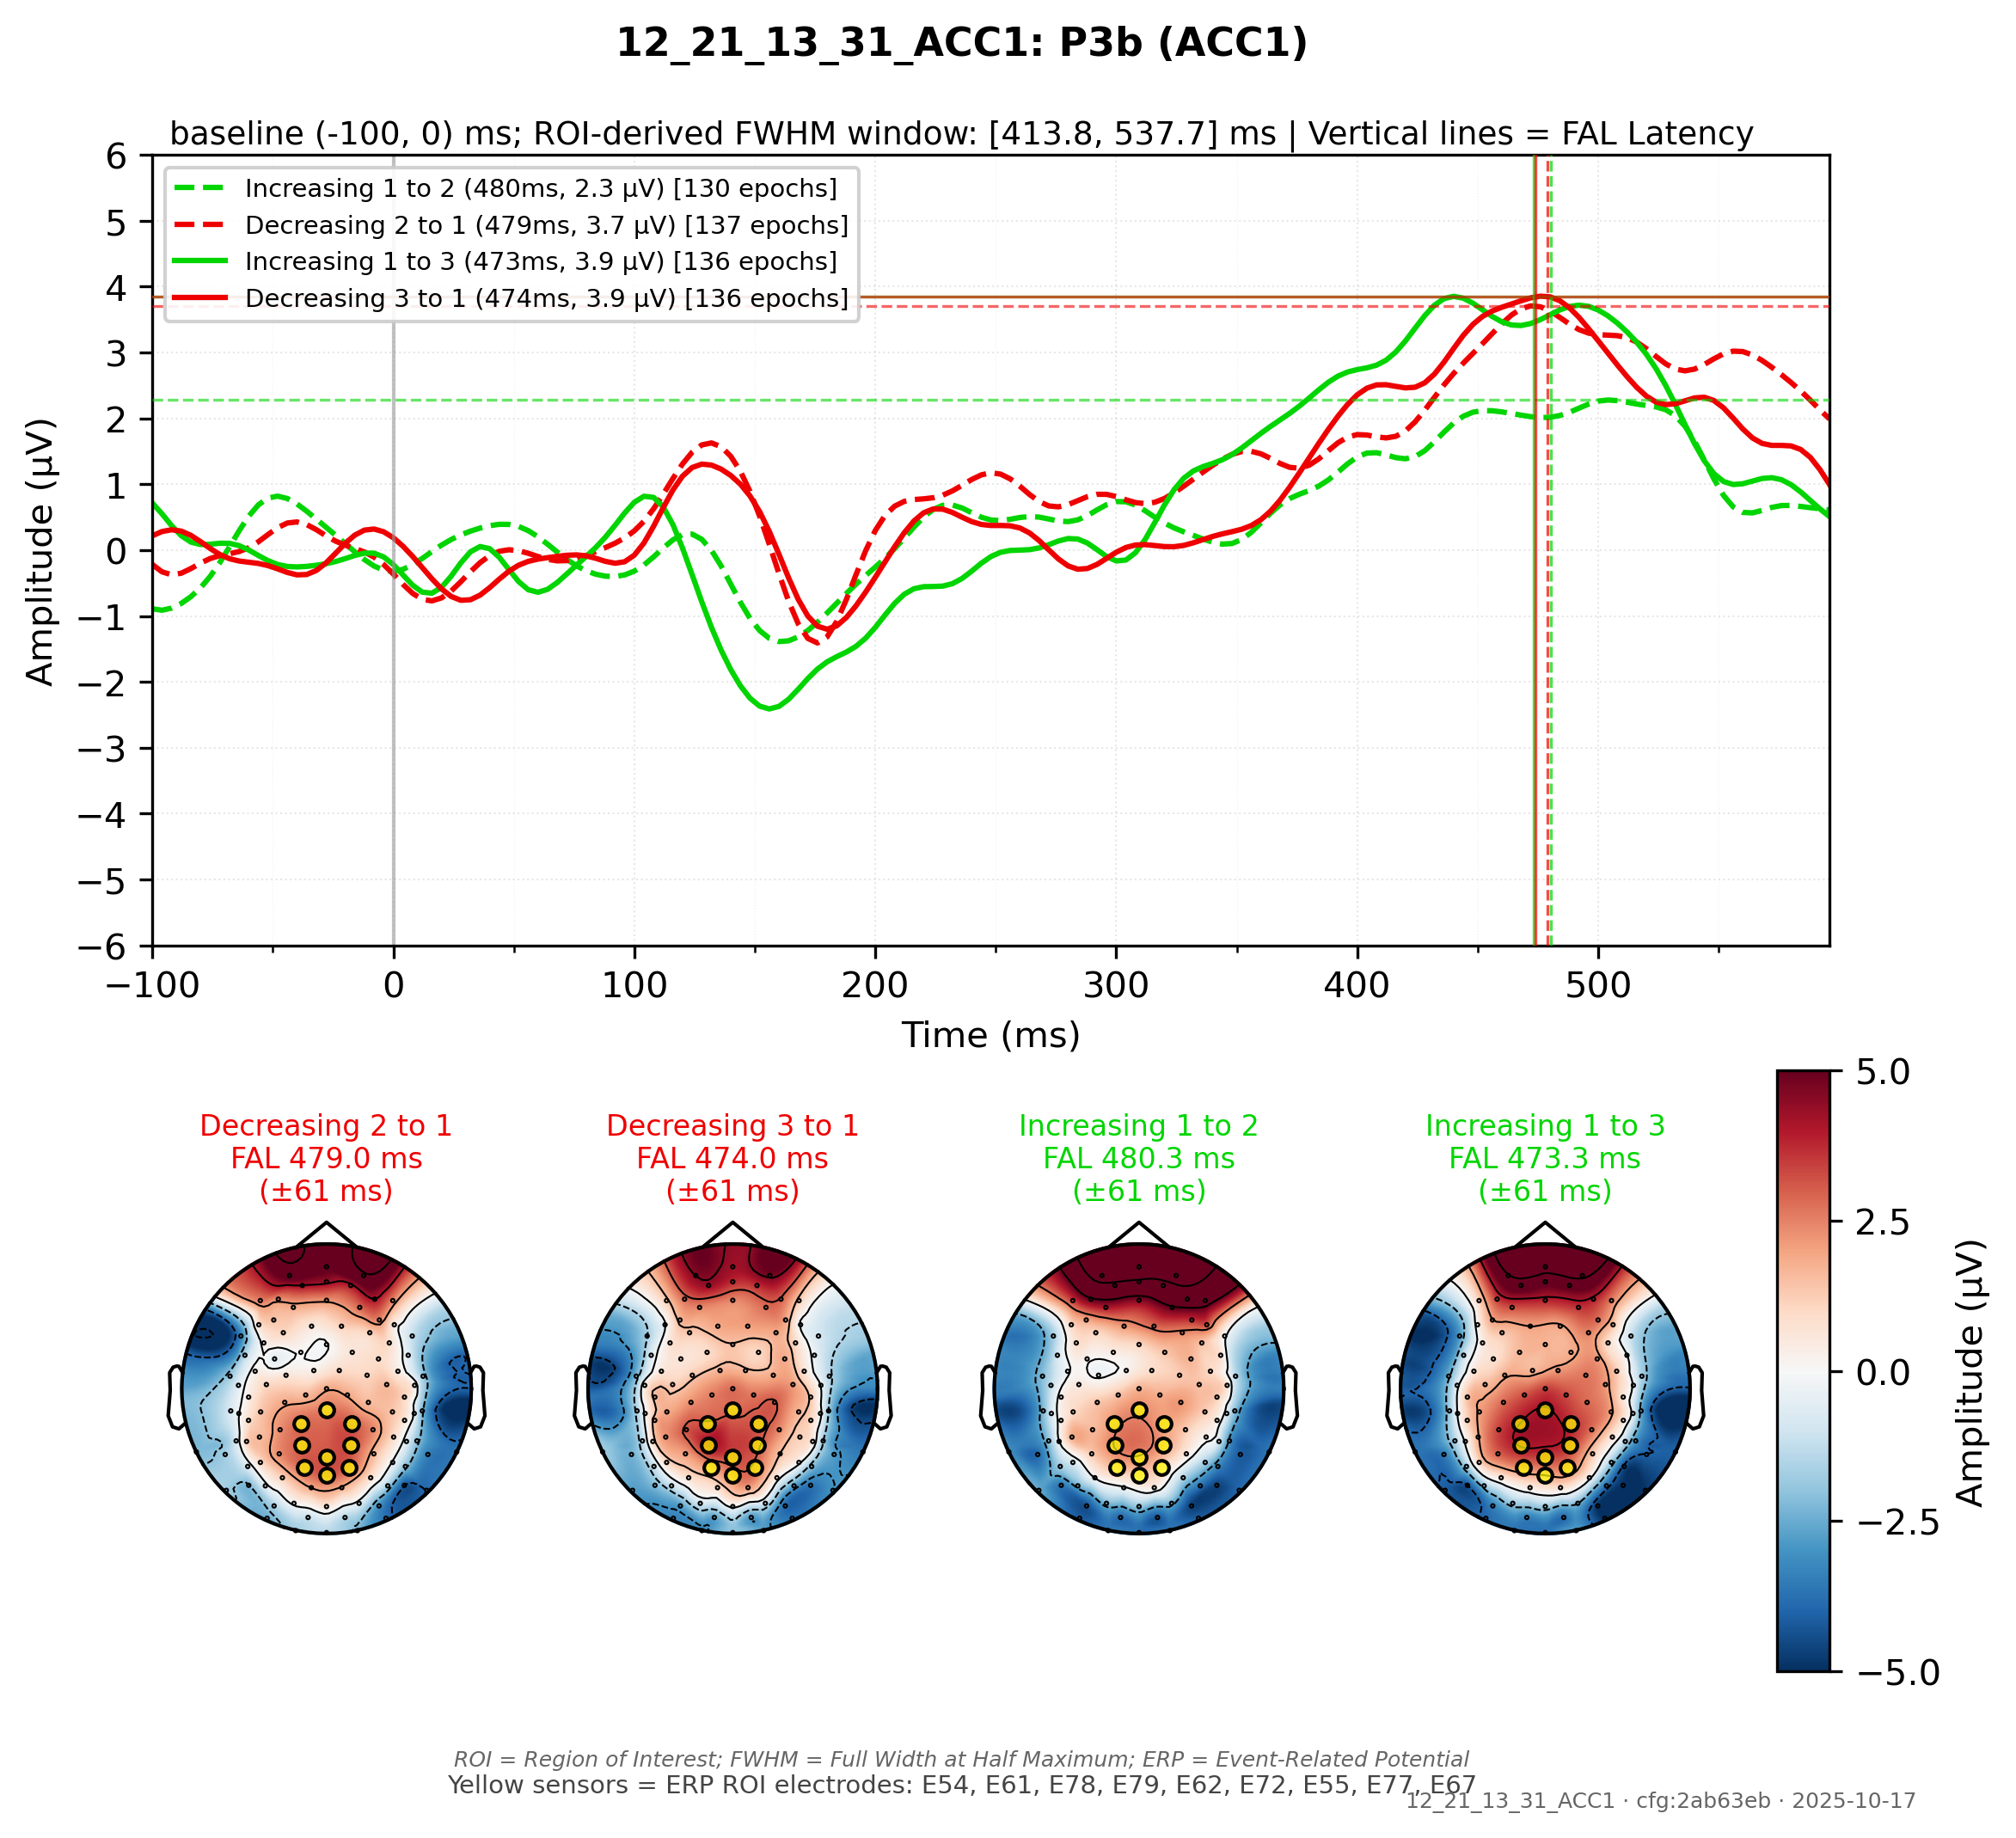 12_21_13_31_ACC1: P3b (ACC1)
baseline (-100, 0) ms; ROI-derived FWHM window: [413.8, 537.7] ms | Vertical lines = FAL Latency
Increasing 1 to 2 (480ms, 2.3 µV) [130 epochs]
Decreasing 2 to 1 (479ms, 3.7 µV) [137 epochs]
Increasing 1 to 3 (473ms, 3.9 µV) [136 epochs]
Decreasing 3 to 1 (474ms, 3.9 µV) [136 epochs]
6
5
4
3
2
1
0
−1
−2
−3
−4
−5
−6
Amplitude (µV)
−100 0 100 200 300 400 500
Time (ms)
Decreasing 2 to 1
FAL 479.0 ms
(±61 ms)
Decreasing 3 to 1
FAL 474.0 ms
(±61 ms)
Increasing 1 to 2
FAL 480.3 ms
(±61 ms)
Increasing 1 to 3
FAL 473.3 ms
(±61 ms)
5.0
2.5
0.0
−2.5
−5.0
Amplitude (µV)
ROI = Region of Interest; FWHM = Full Width at Half Maximum; ERP = Event-Related Potential
Yellow sensors = ERP ROI electrodes: E54, E61, E78, E79, E62, E72, E55, E77, E67
12_21_13_31_ACC1 · cfg:2ab63eb · 2025-10-17